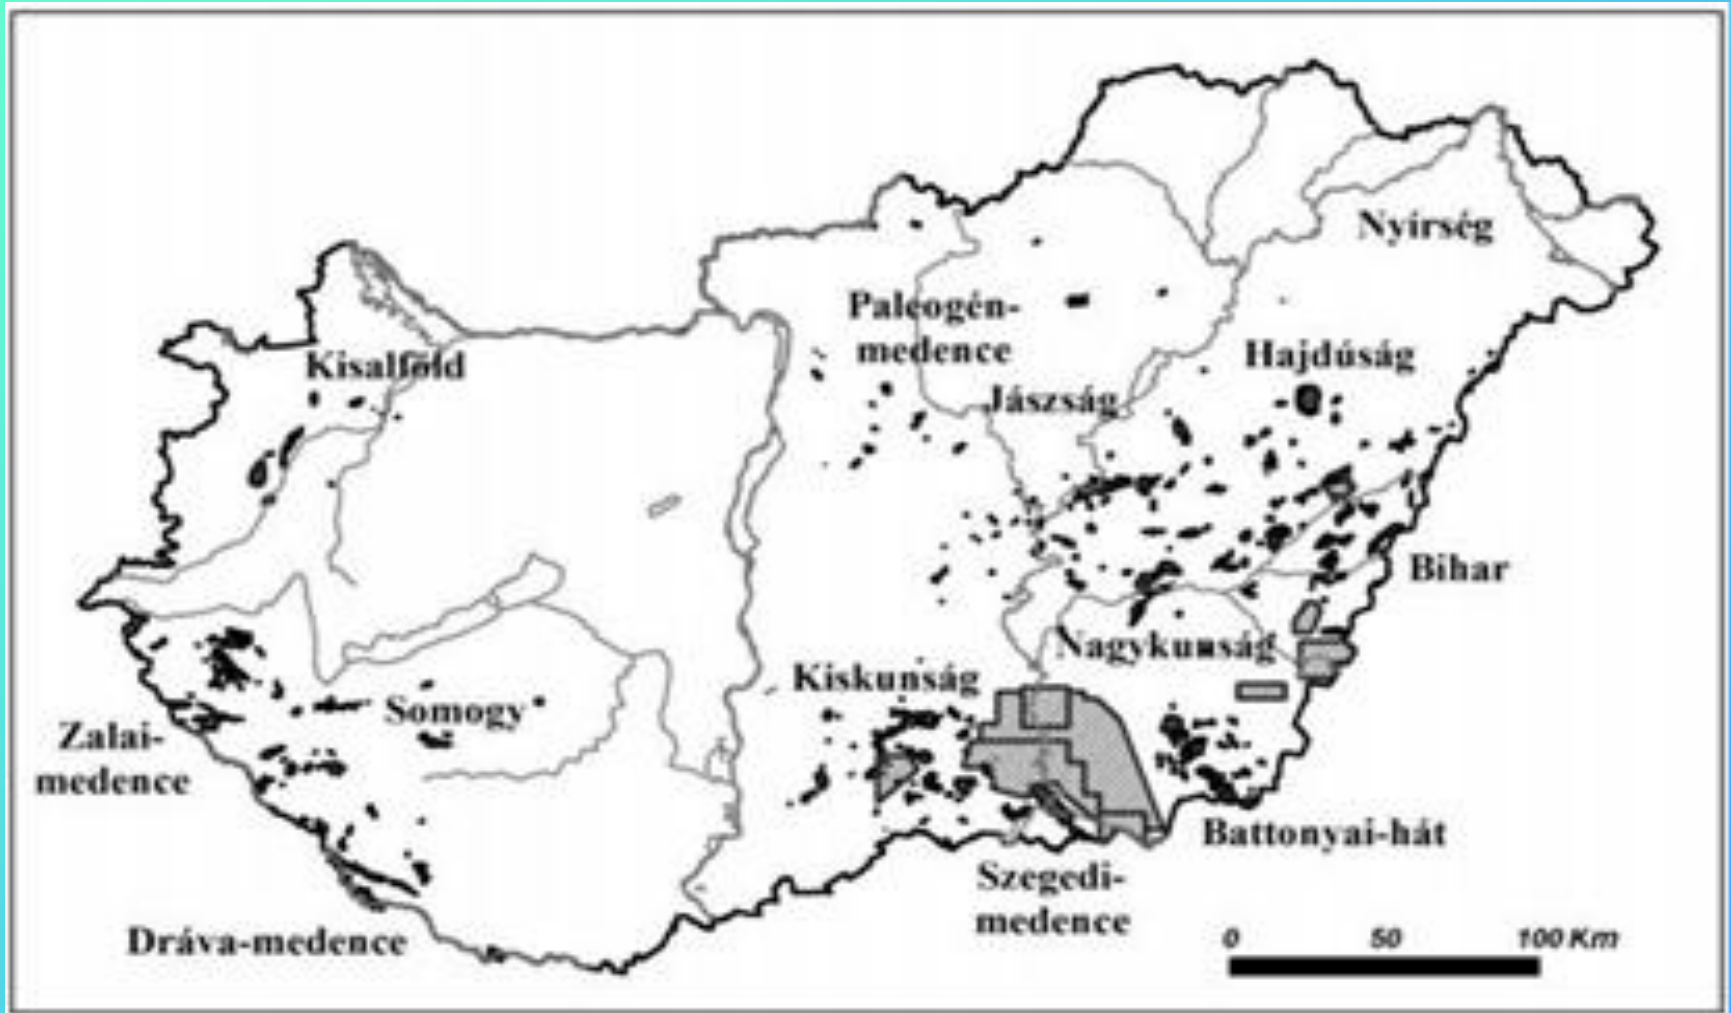 Nyírség
Paleogén-
medence
Hajdúság
Kisalföld
Jászság
Bihar
Nagykunság
Kiskunság
Somogy
Zalai-
medence
Battonyai-hát
Szegedi-
medence
Dráva-medence
0 50 100 Km